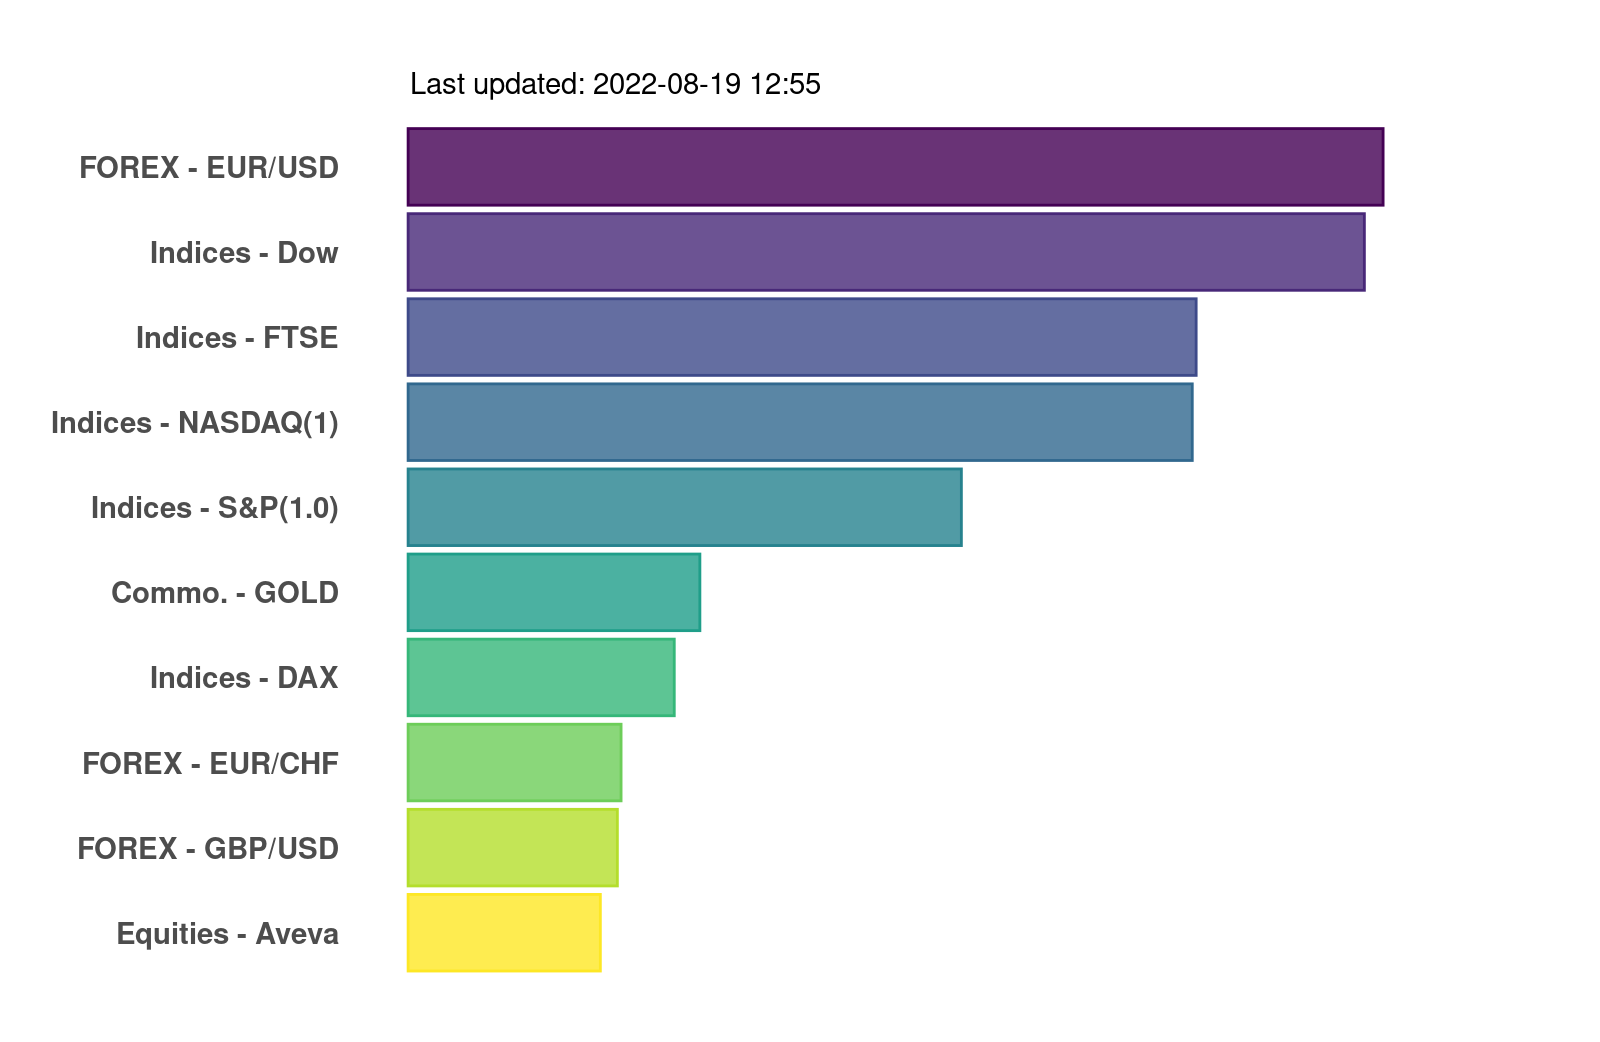 Last updated: 2022-08-19 12:55
FOREX - EUR/USD
Indices - Dow
Indices - FTSE
Indices - NASDAQ(1)
Indices - S&P(1.0)
Commo. - GOLD
Indices - DAX
FOREX - EUR/CHF
FOREX - GBP/USD
Equities - Aveva